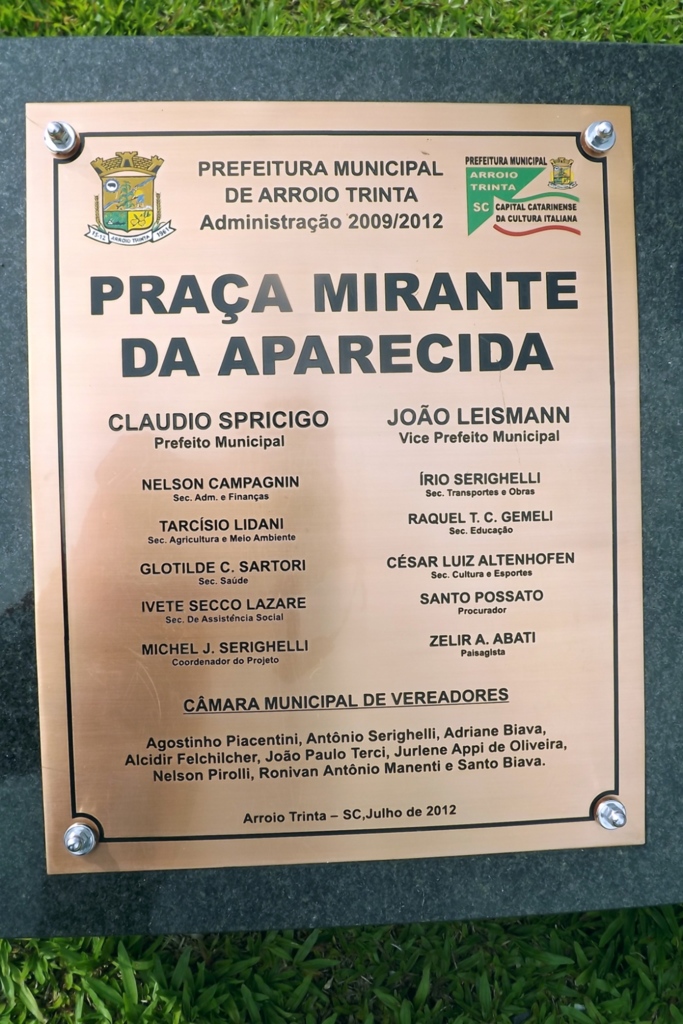 PREFEITURA MUNICIPAL
DE ARROIO TRINTA
Administração 2009/2012
ARROIO TRINTA
PREFEITURA MUNICIPAL
ARROIO
TRINTA
SC CAPITAL CATARINENSE
DA CULTURA ITALIANA
PRAÇA MIRANTE
DA APARECIDA
CLAUDIO SPRICIGO
Prefeito Municipal
JOÃO LEISMANN
Vice Prefeito Municipal
NELSON CAMPAGNIN
Sec. Adm. e Finanças
ÍRIO SERIGHELLI
Sec. Transportes e Obras
TARCÍSIO LIDANI
Sec. Agricultura e Meio Ambiente
RAQUEL T. C. GEMELI
Sec. Educação
GLOTILDE C. SARTORI
Sec. Saúde
CÉSAR LUIZ ALTENHOFEN
Sec. Cultura e Esportes
IVETE SECCO LAZARE
Sec. De Assistência Social
SANTO POSSATO
Procurador
MICHEL J. SERIGHELLI
Coordenador do Projeto
ZELIR A. ABATI
Paisagista
CÂMARA MUNICIPAL DE VEREADORES
Agostinho Piacentini, Antônio Serighelli, Adriane Biava,
Alcidir Felchilcher, João Paulo Terci, Jurlene Appi de Oliveira,
Nelson Pirolli, Ronivan Antônio Manenti e Santo Biava.
Arroio Trinta – SC,Julho de 2012